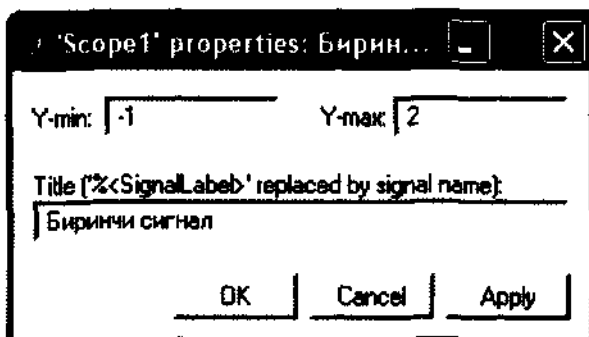 'Scope1' properties: Бирин...
Y-min: -1 Y-max: 2
Title ('%<SignalLabel>' replaced by signal name):
Биринчи сигнал
OK Cancel Apply